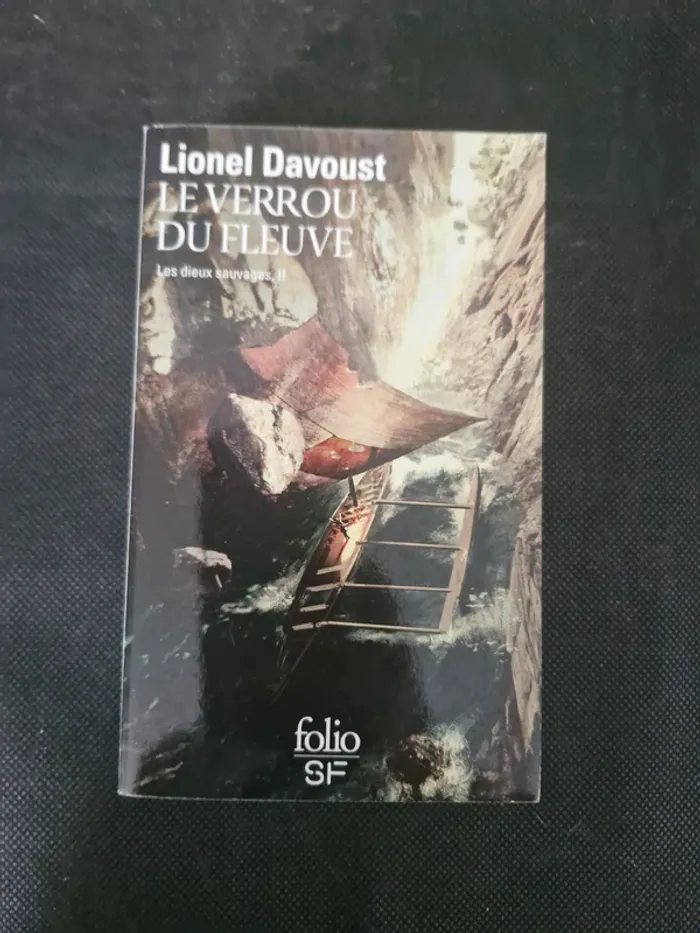 Lionel Davoust
LE VERROU
DU FLEUVE
Les dieux sauvages, II
folio
SF